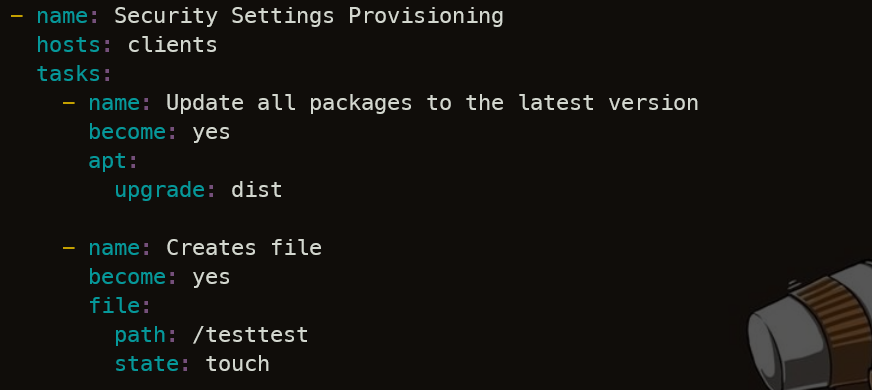 - name: Security Settings Provisioning
  hosts: clients
  tasks:
    - name: Update all packages to the latest version
      become: yes
      apt:
        upgrade: dist

    - name: Creates file
      become: yes
      file:
        path: /testtest
        state: touch